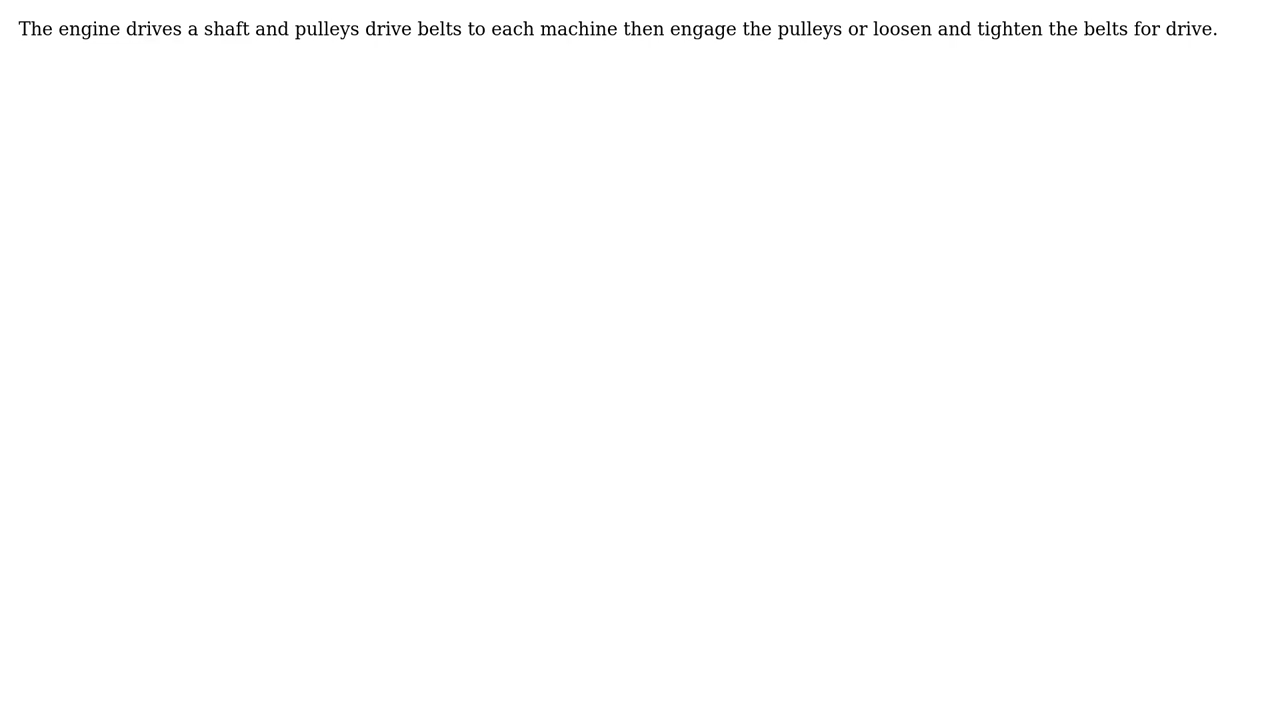 The engine drives a shaft and pulleys drive belts to each machine then engage the pulleys or loosen and tighten the belts for drive.